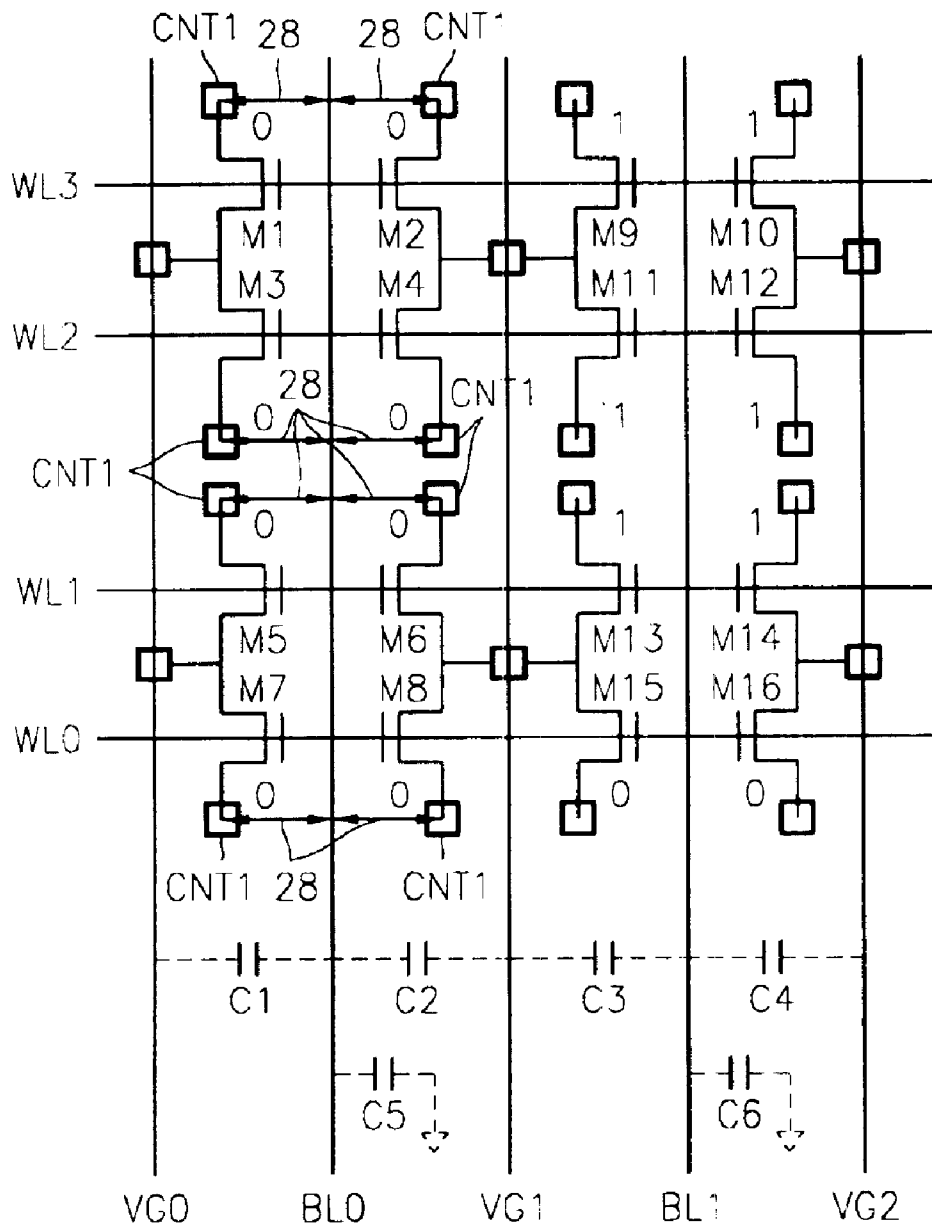 CNT1 28 28 CNT1
0 0 1 1
WL3
M1 M2 M9 M10
M3 M4 M11 M12
WL2
28
0 0 CNT1 1 1
CNT1
0 0 1 1
WL1
M5 M6 M13 M14
M7 M8 M15 M16
WL0
0 0 0 0
CNT1 28 CNT1
C1 C2 C3 C4
C5 C6
VG0 BL0 VG1 BL1 VG2